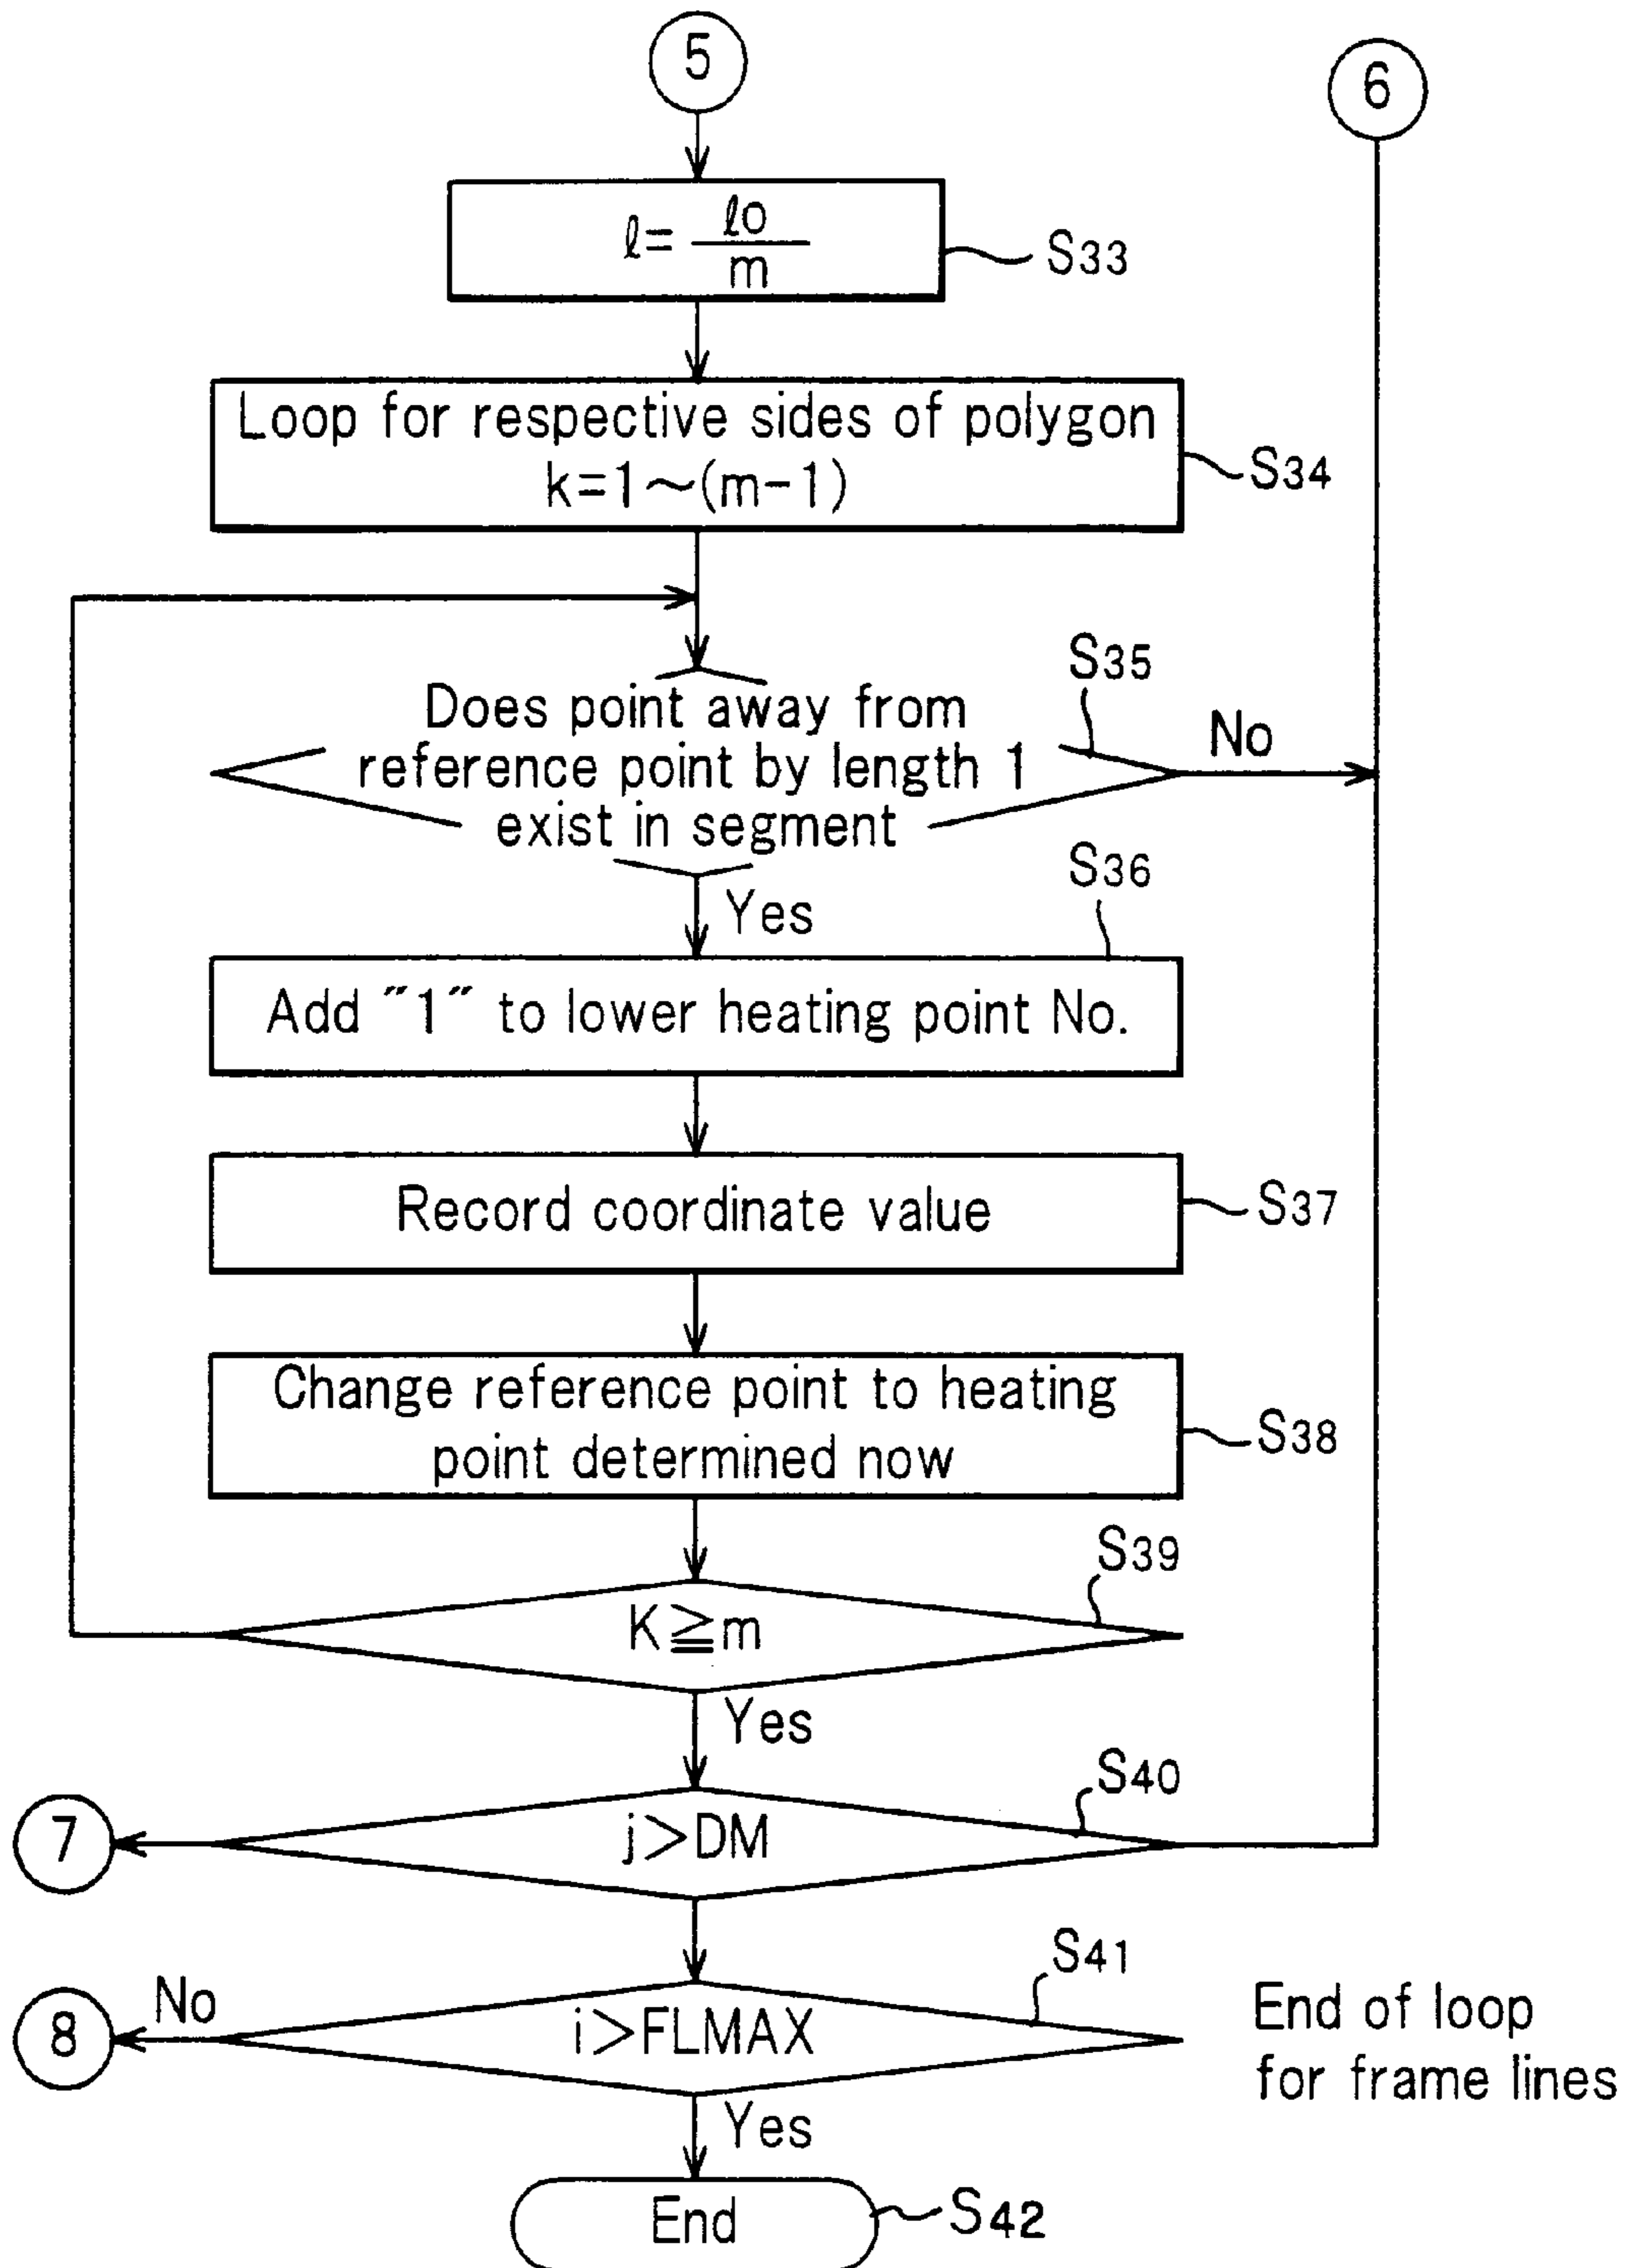 5
6
ℓ= ℓo
m
S33
Loop for respective sides of polygon
k=1~(m-1)
S34
S35
Does point away from
reference point by length 1
exist in segment
No
Yes
S36
Add "1" to lower heating point No.
Record coordinate value
S37
Change reference point to heating
point determined now
S38
S39
K≧m
Yes
S40
7
j>DM
S41
8
No
i>FLMAX
End of loop
for frame lines
Yes
End
S42